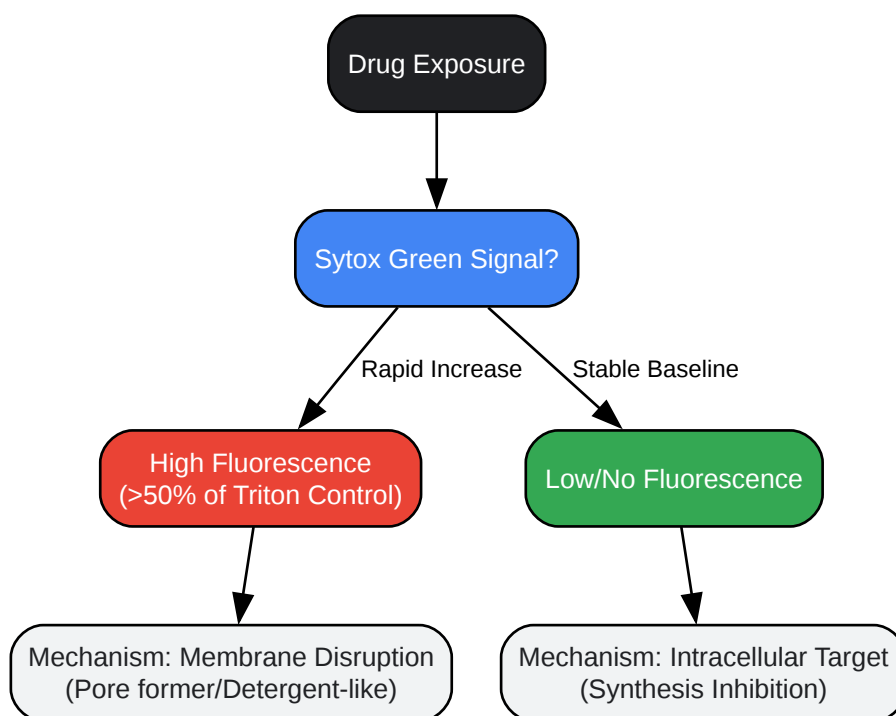 Drug Exposure
Sytox Green Signal?
Rapid Increase
Stable Baseline
High Fluorescence
(>50% of Triton Control)
Low/No Fluorescence
Mechanism: Membrane Disruption
(Pore former/Detergent-like)
Mechanism: Intracellular Target
(Synthesis Inhibition)